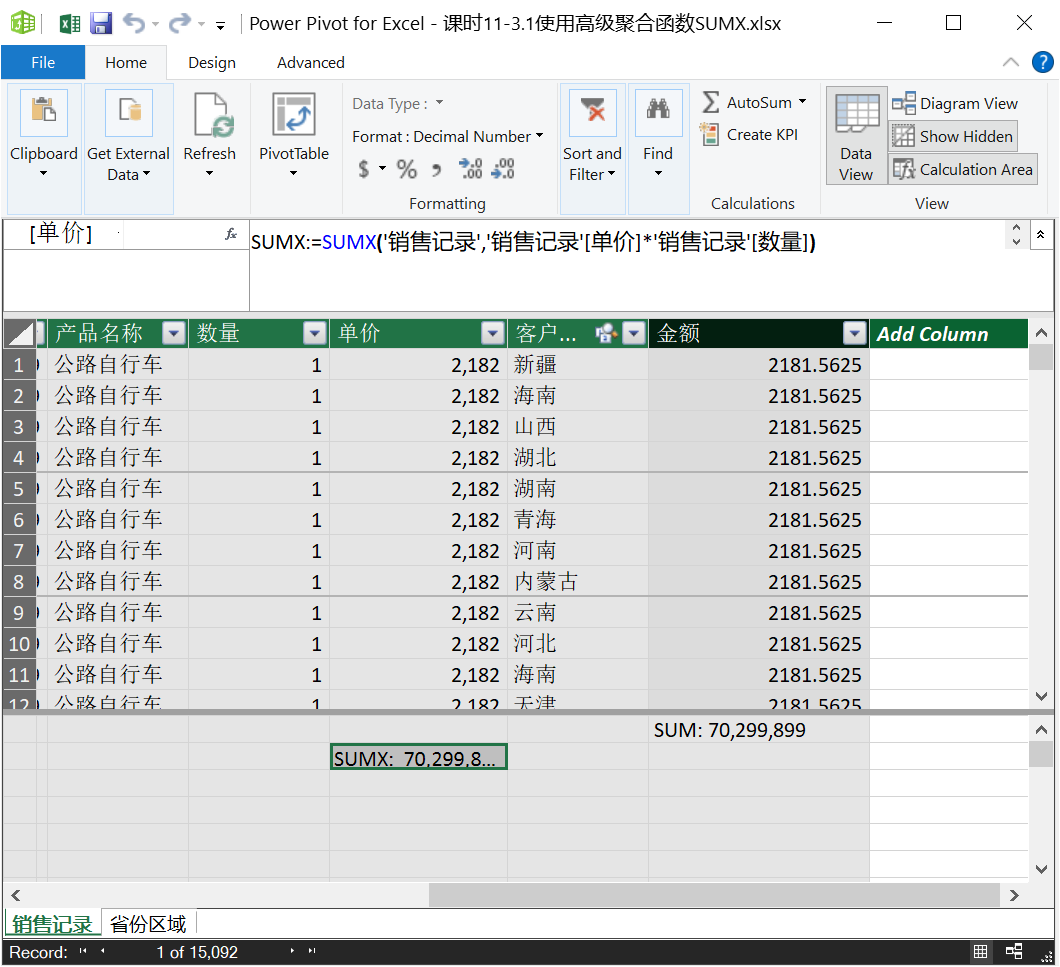 Power Pivot for Excel - 课时11-3.1使用高级聚合函数SUMX.xlsx
File Home Design Advanced
Clipboard
Get External Data
Refresh
PivotTable
Data Type :
Format : Decimal Number
$ % ,
Formatting
Sort and Filter
Find
AutoSum
Create KPI
Calculations
Data View
Diagram View
Show Hidden
Calculation Area
View
[单价] fx SUMX:=SUMX('销售记录','销售记录'[单价]*'销售记录'[数量])
产品名称 数量 单价 客户... 金额 Add Column
1 公路自行车 1 2,182 新疆 2181.5625
2 公路自行车 1 2,182 海南 2181.5625
3 公路自行车 1 2,182 山西 2181.5625
4 公路自行车 1 2,182 湖北 2181.5625
5 公路自行车 1 2,182 湖南 2181.5625
6 公路自行车 1 2,182 青海 2181.5625
7 公路自行车 1 2,182 河南 2181.5625
8 公路自行车 1 2,182 内蒙古 2181.5625
9 公路自行车 1 2,182 云南 2181.5625
10 公路自行车 1 2,182 河北 2181.5625
11 公路自行车 1 2,182 海南 2181.5625
12 公路自行车 1 2,182 天津 2181.5625
SUM: 70,299,899
SUMX: 70,299,8...
销售记录 省份区域
Record: 1 of 15,092